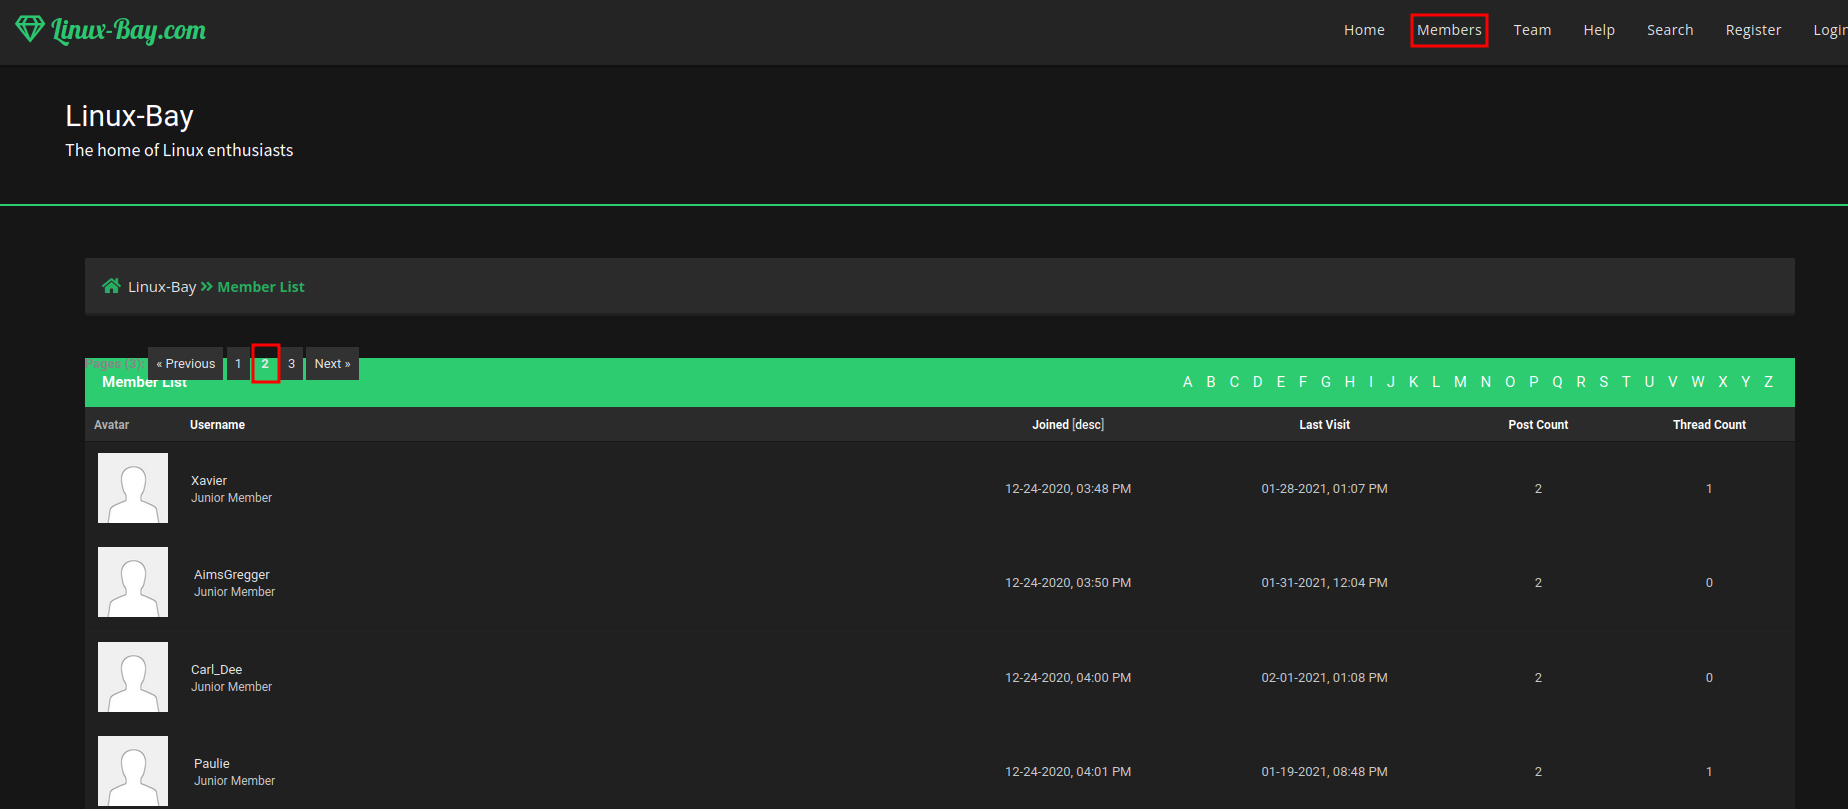 Linux-Bay.com
Home Members Team Help Search Register Login
Linux-Bay
The home of Linux enthusiasts
Linux-Bay » Member List
Pages (3): « Previous 1 2 3 Next »
Member List A B C D E F G H I J K L M N O P Q R S T U V W X Y Z
Avatar Username Joined [desc] Last Visit Post Count Thread Count
Xavier
Junior Member
12-24-2020, 03:48 PM 01-28-2021, 01:07 PM 2 1
AimsGregger
Junior Member
12-24-2020, 03:50 PM 01-31-2021, 12:04 PM 2 0
Carl_Dee
Junior Member
12-24-2020, 04:00 PM 02-01-2021, 01:08 PM 2 0
Paulie
Junior Member
12-24-2020, 04:01 PM 01-19-2021, 08:48 PM 2 1